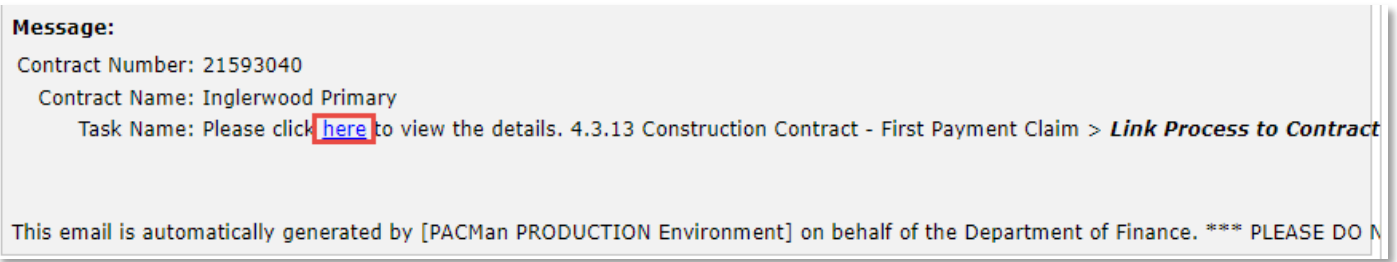 Message:
Contract Number: 21593040
Contract Name: Inglerwood Primary
Task Name: Please click here to view the details. 4.3.13 Construction Contract - First Payment Claim > Link Process to Contract
This email is automatically generated by [PACMan PRODUCTION Environment] on behalf of the Department of Finance. *** PLEASE DO